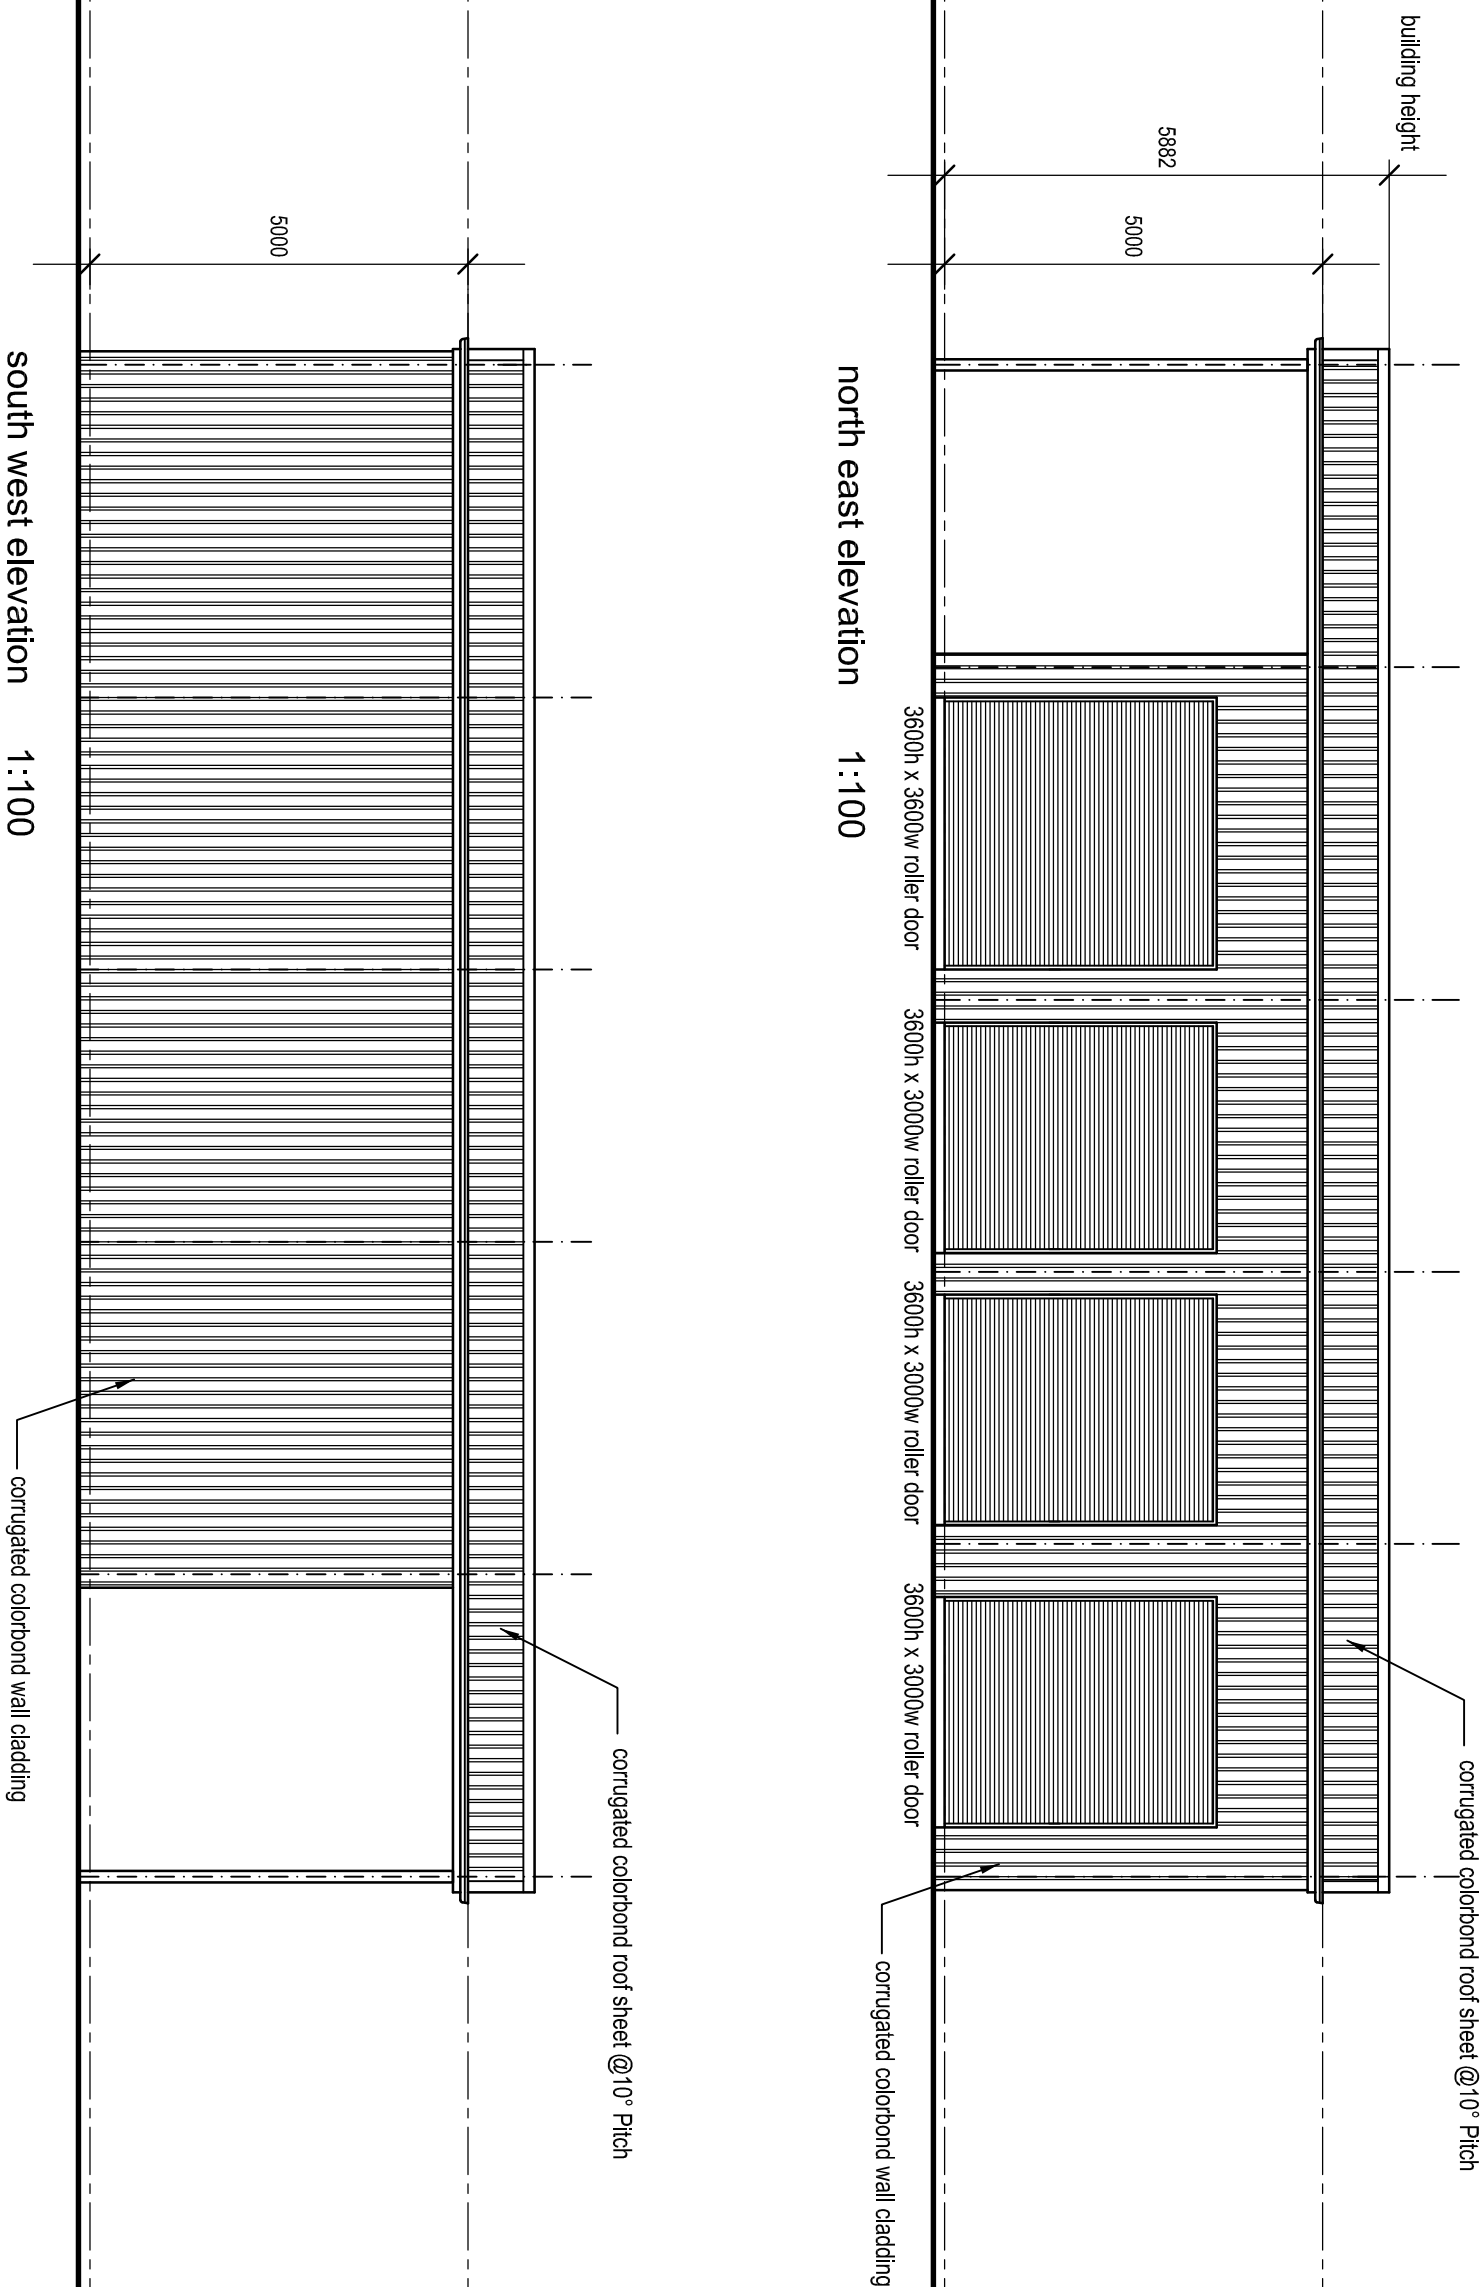 building height
corrugated colorbond roof sheet @10° Pitch
5882
5000
3600h x 3600w roller door
3600h x 3000w roller door
3600h x 3000w roller door
3600h x 3000w roller door
corrugated colorbond wall cladding
north east elevation 1:100
corrugated colorbond roof sheet @10° Pitch
5000
corrugated colorbond wall cladding
south west elevation 1:100